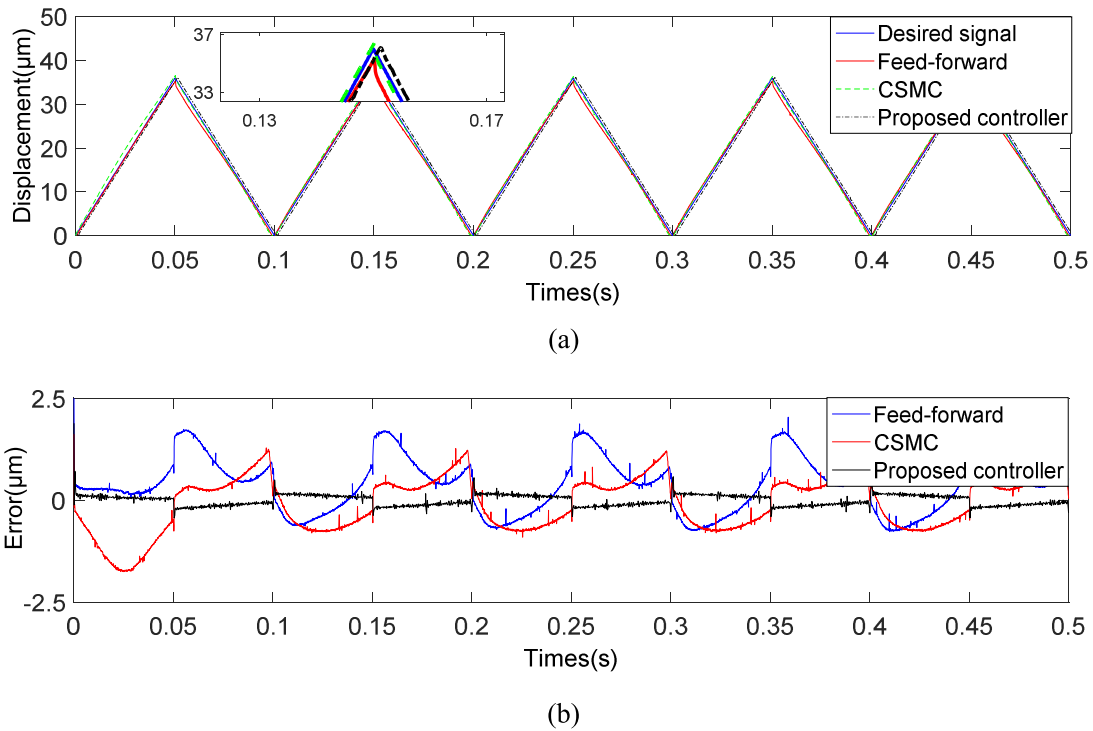 50
40
30
20
10
0
Displacement(μm)
37
33
0.13
0.17
Desired signal
Feed-forward
CSMC
Proposed controller
0 0.05 0.1 0.15 0.2 0.25 0.3 0.35 0.4 0.45 0.5
Times(s)
(a)
2.5
0
-2.5
Error(μm)
Feed-forward
CSMC
Proposed controller
0 0.05 0.1 0.15 0.2 0.25 0.3 0.35 0.4 0.45 0.5
Times(s)
(b)